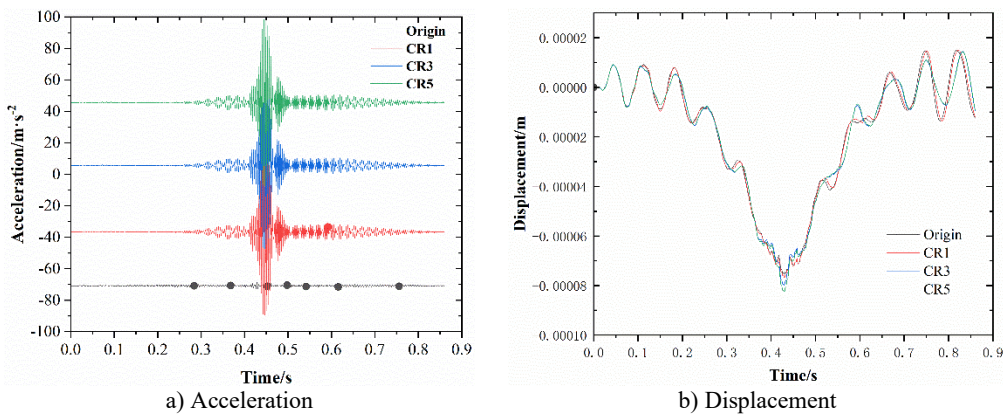 Acceleration/m·s⁻²
100
80
60
40
20
0
-20
-40
-60
-80
-100
Origin
CR1
CR3
CR5
0.0 0.1 0.2 0.3 0.4 0.5 0.6 0.7 0.8 0.9
Time/s
a) Acceleration
Displacement/m
0.00002
0.00000
0.00002
-0.00004
-0.00006
-0.00008
0.00010
Origin
CR1
CR3
CR5
0.0 0.1 0.2 0.3 0.4 0.5 0.6 0.7 0.8 0.9
Time/s
b) Displacement